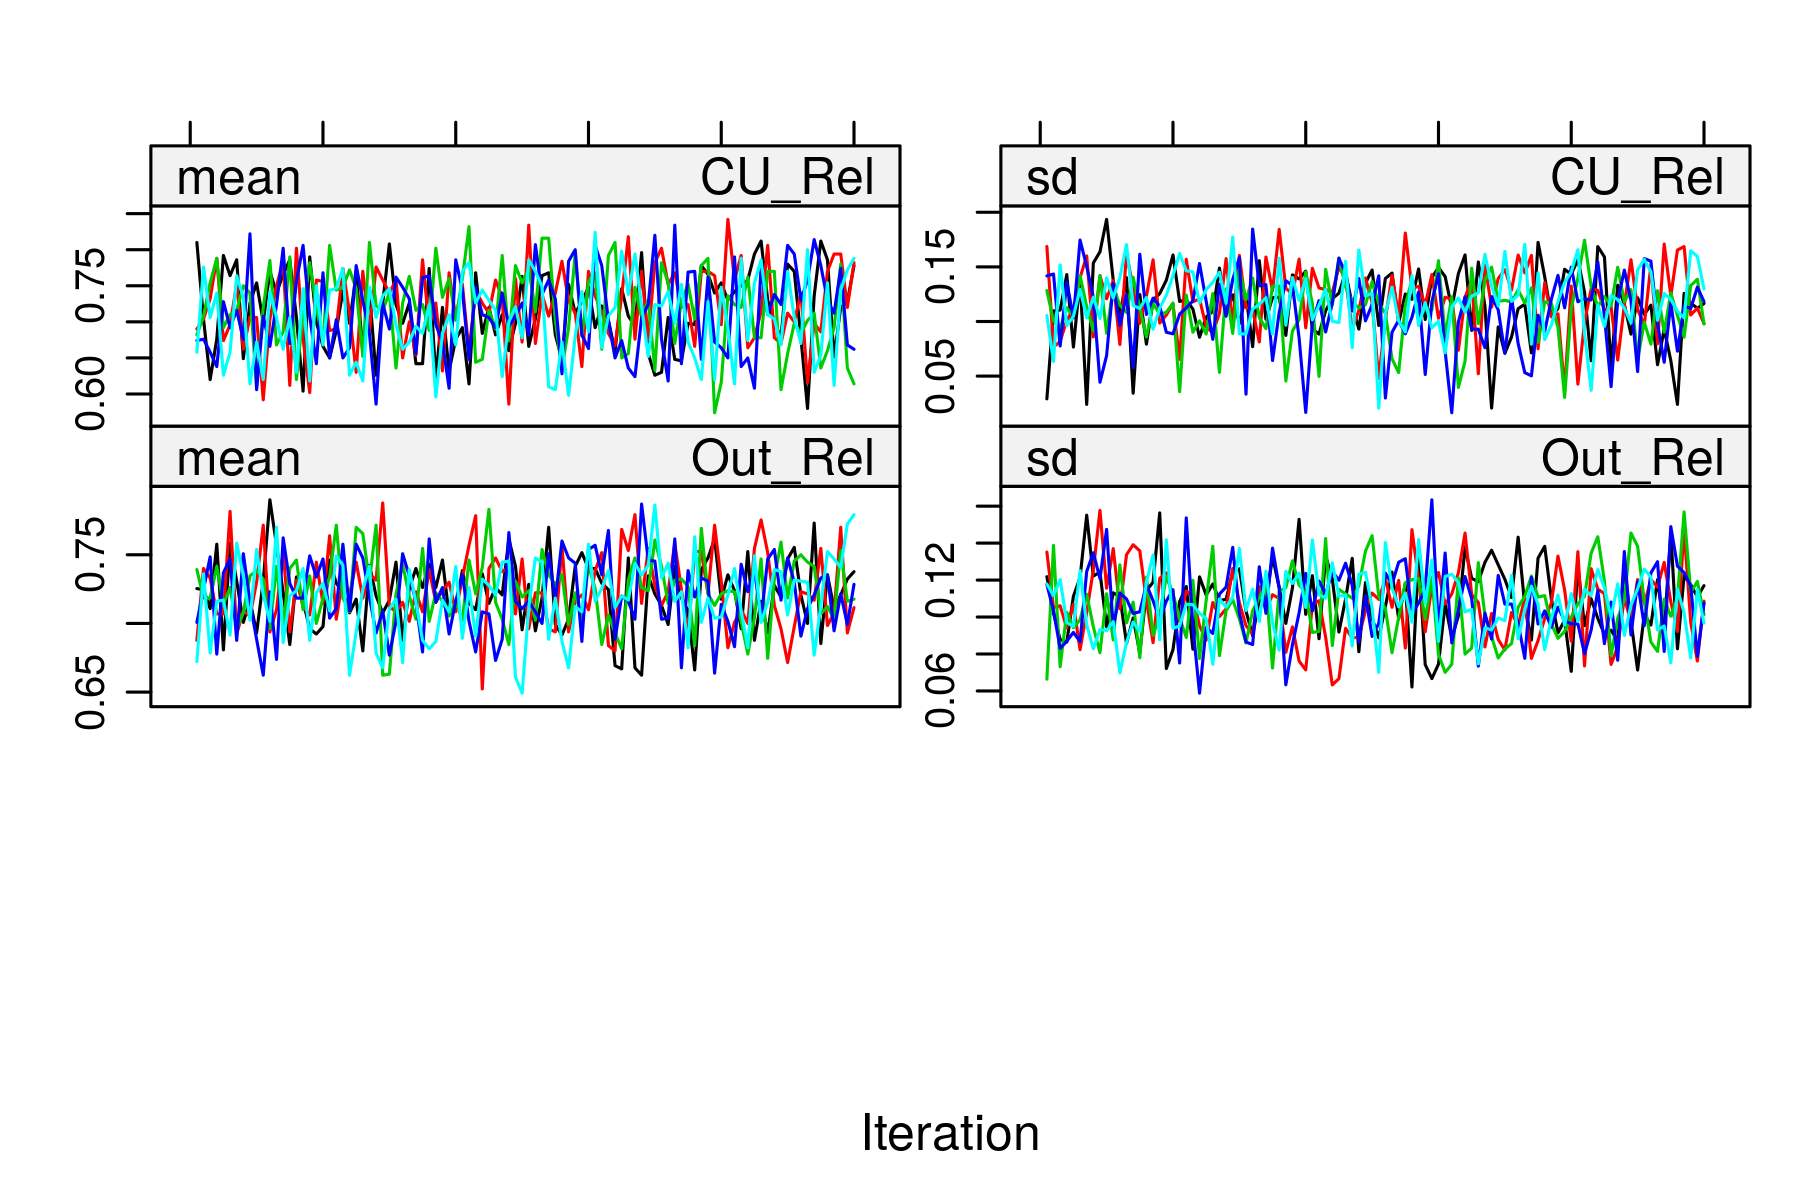 mean CU_Rel sd CU_Rel
0.75 0.15
0.60 0.05
mean Out_Rel sd Out_Rel
0.75 0.12
0.65 0.06
Iteration